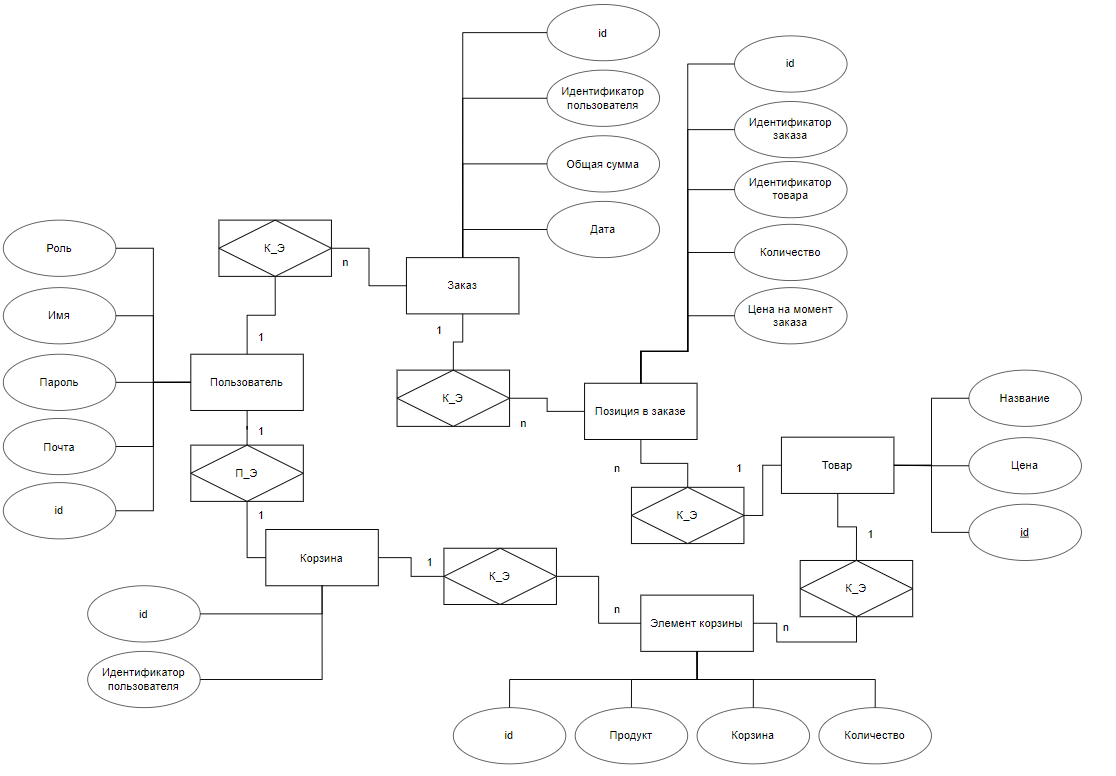 id
Идентификатор
пользователя
Общая сумма
Дата
id
Идентификатор
заказа
Идентификатор
товара
Количество
Цена на момент
заказа
Роль
Имя
Пароль
Почта
id
К_Э
n
Заказ
1
1
Пользователь
К_Э
n
Позиция в заказе
1
П_Э
1
n
1
Товар
Название
Цена
id
К_Э
Корзина
1
К_Э
n
1
К_Э
n
Элемент корзины
id
Идентификатор
пользователя
id
Продукт
Корзина
Количество